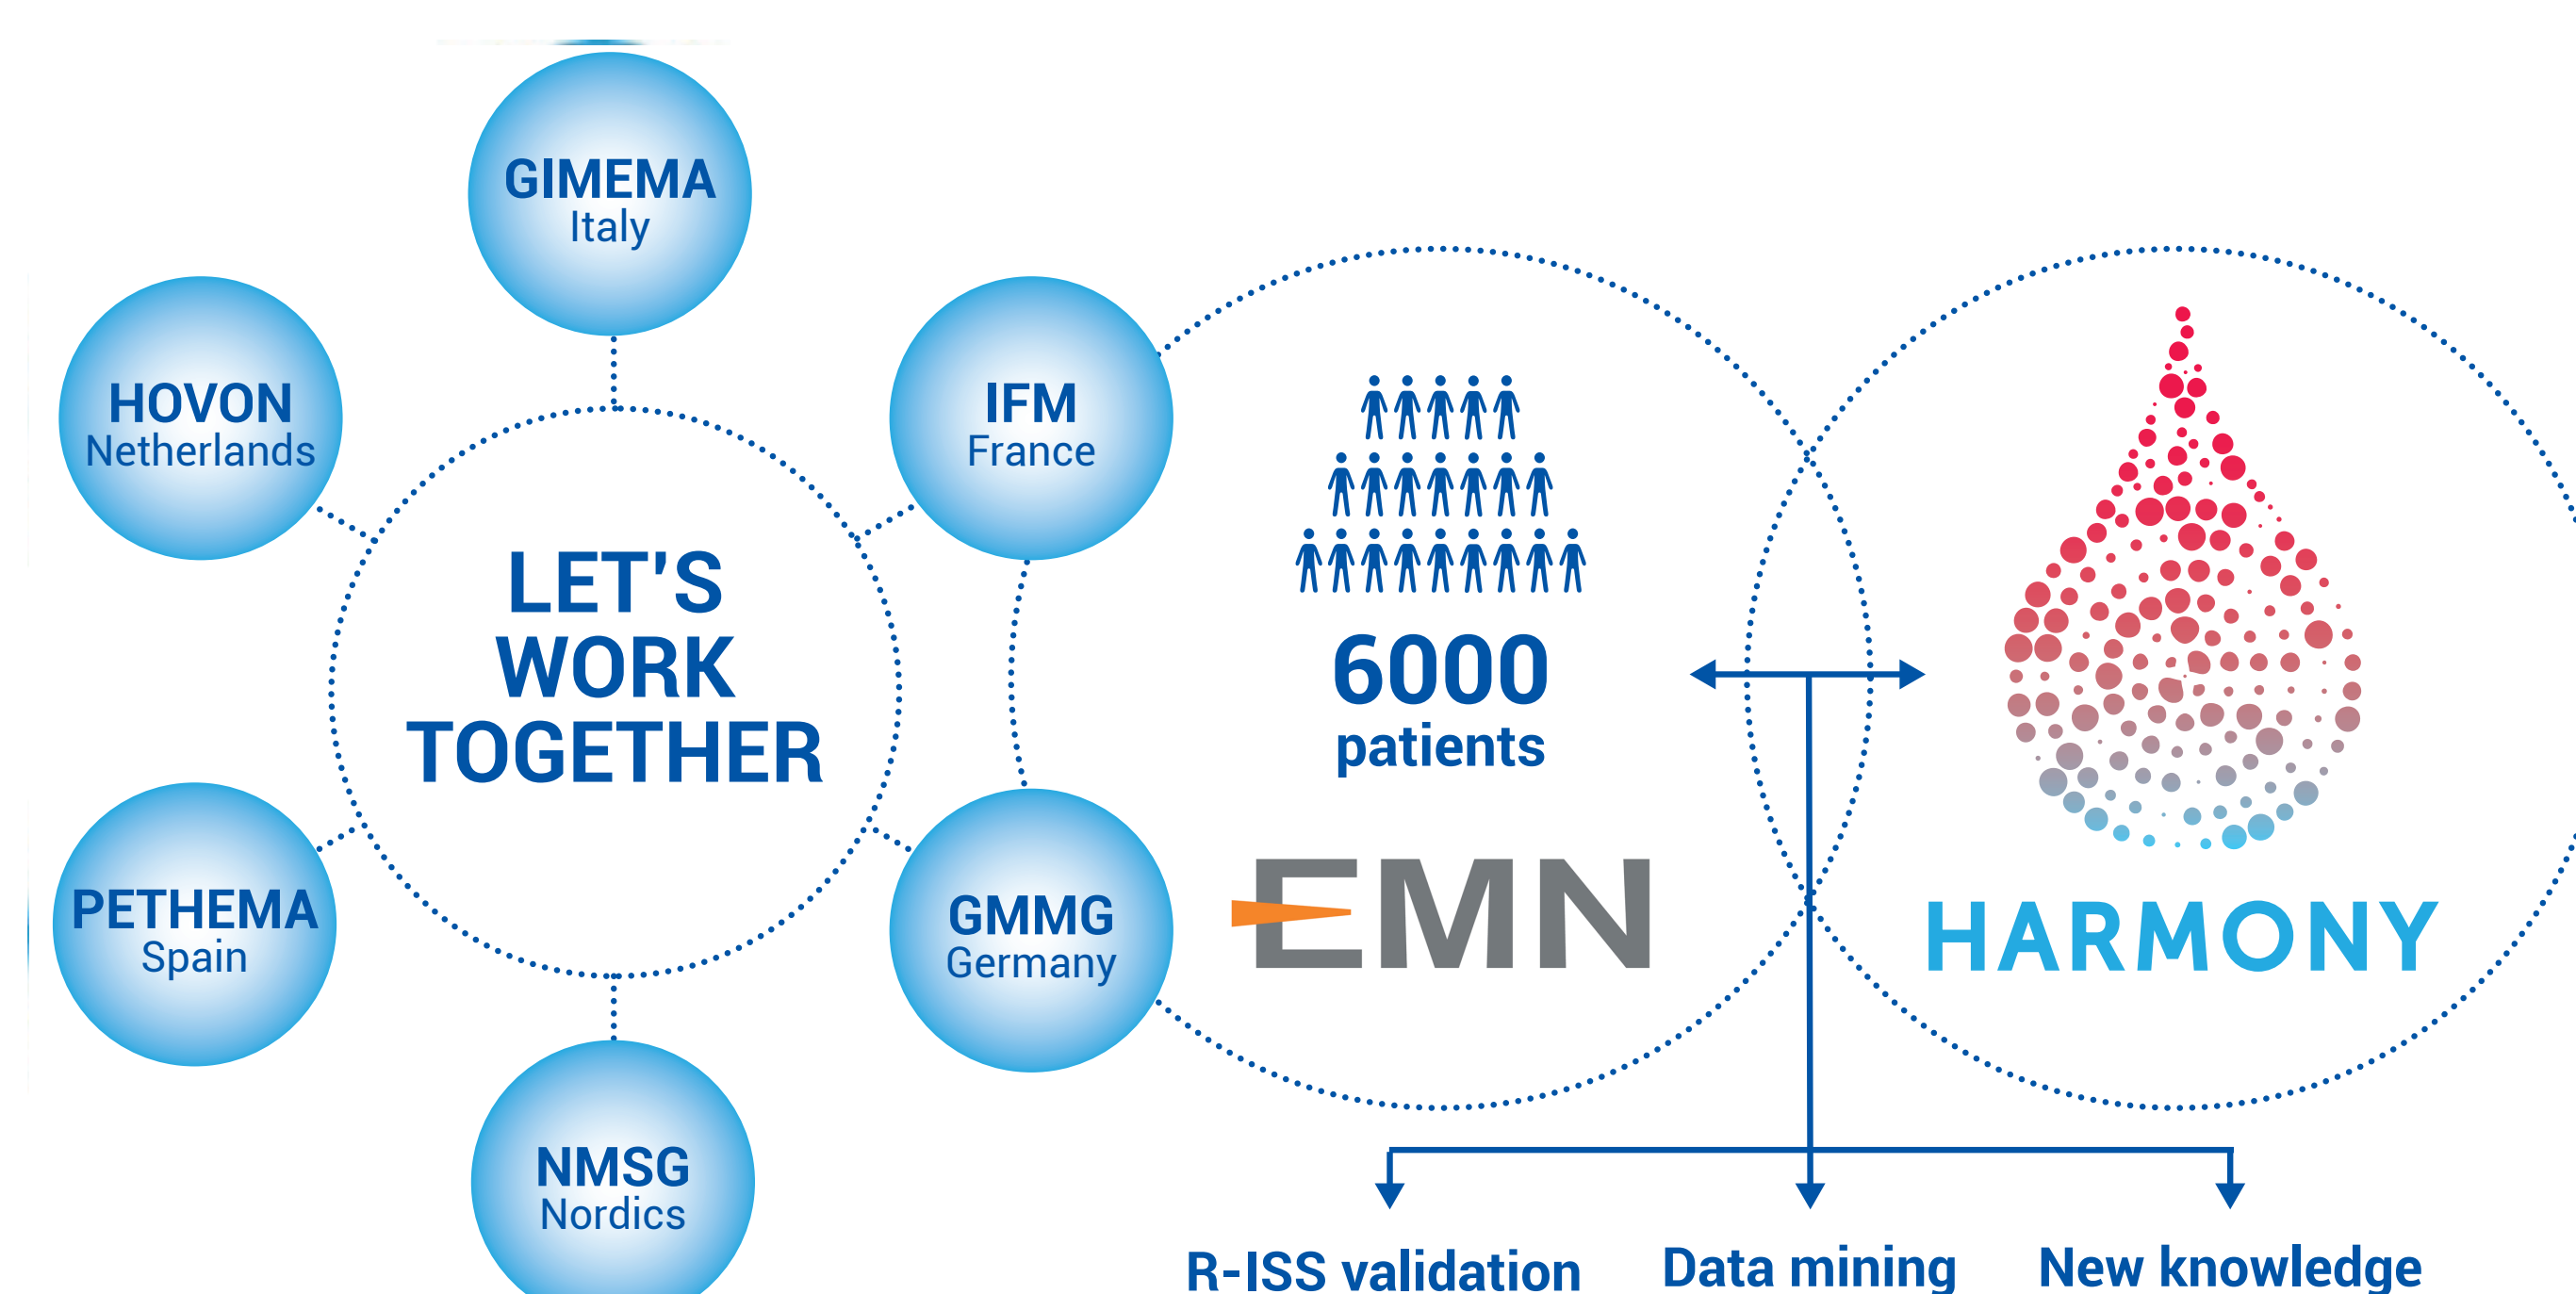 GIMEMA
Italy
HOVON
Netherlands
IFM
France
LET'S
WORK
TOGETHER
PETHEMA
Spain
GMMG
Germany
NMSG
Nordics
6000
patients
EMN
HARMONY
R-ISS validation
Data mining
New knowledge